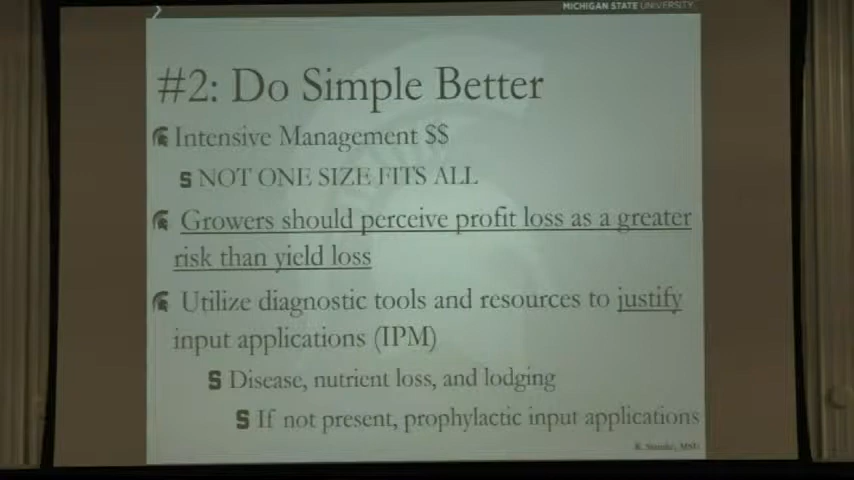 MICHIGAN STATE UNIVERSITY
#2: Do Simple Better
Intensive Management $$
S NOT ONE SIZE FITS ALL
Growers should perceive profit loss as a greater
risk than yield loss
Utilize diagnostic tools and resources to justify
input applications (IPM)
S Disease, nutrient loss, and lodging
S If not present, prophylactic input applications
MSU